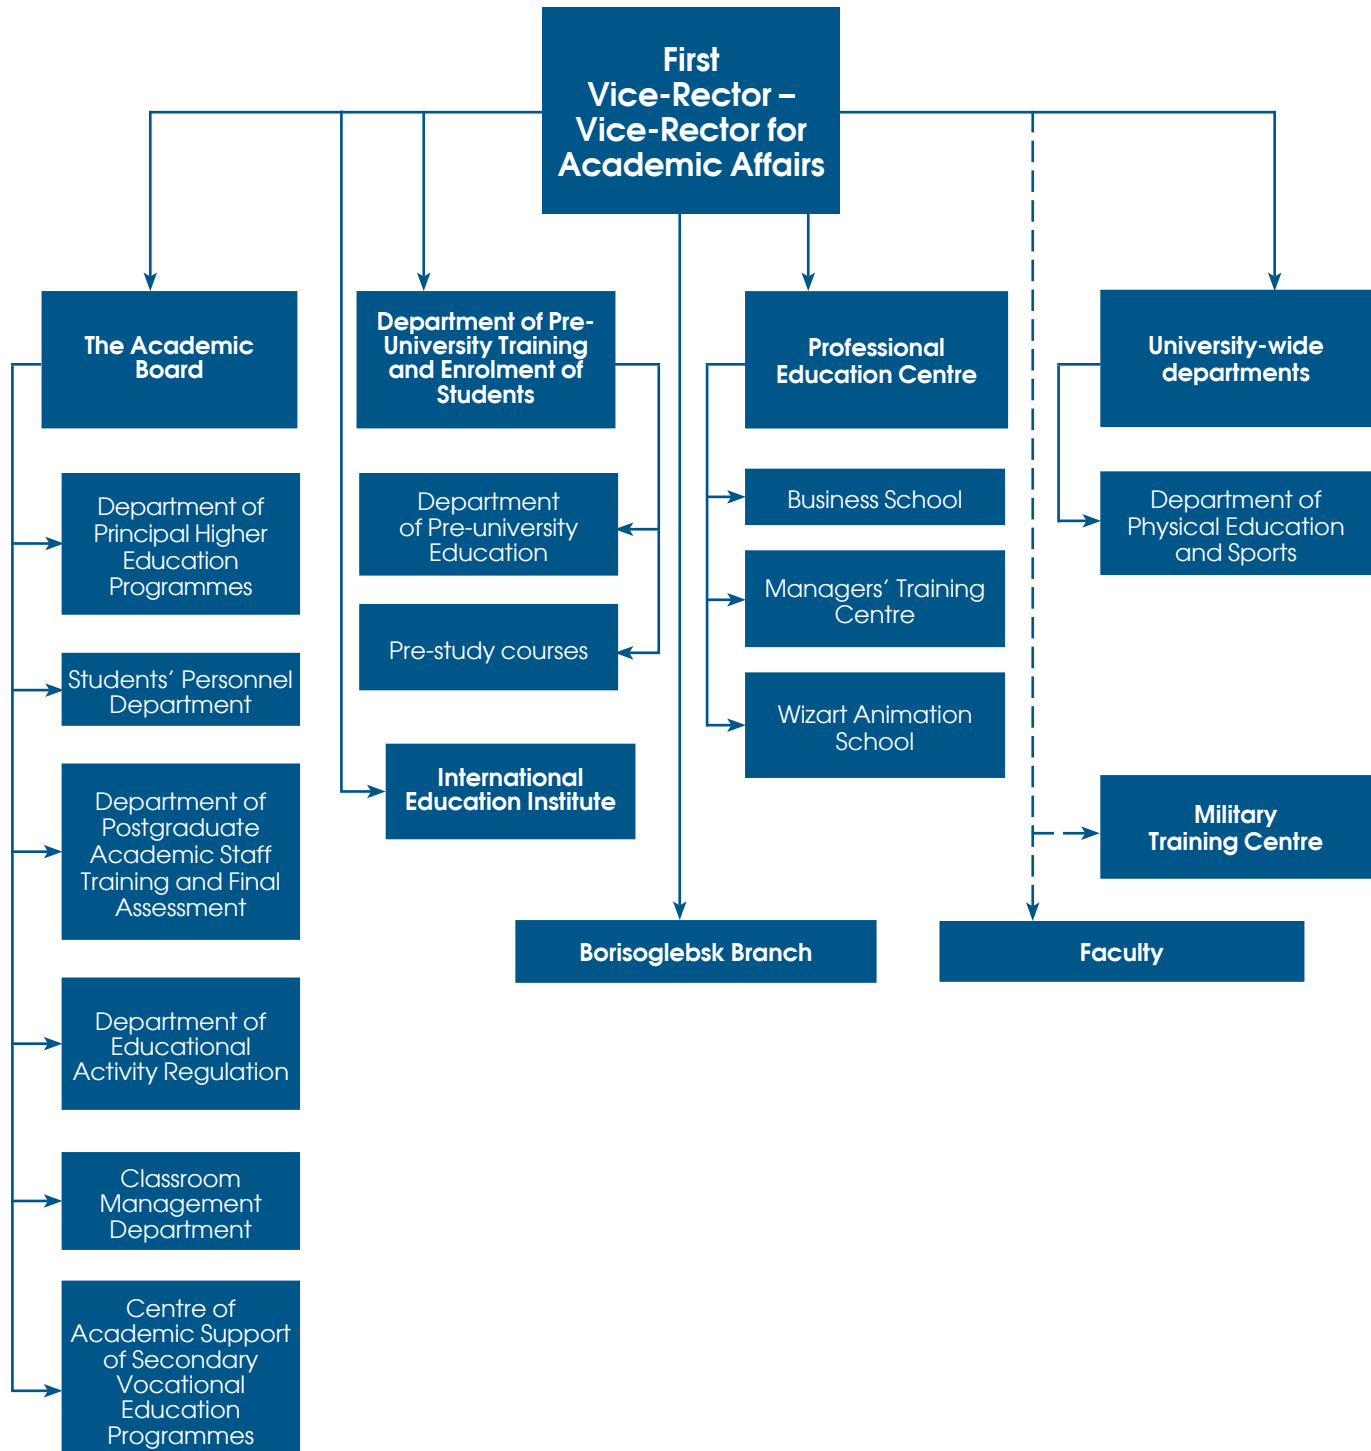 First
Vice-Rector –
Vice-Rector for
Academic Affairs
The Academic
Board
Department of Pre-
University Training
and Enrolment of
Students
Professional
Education Centre
University-wide
departments
Department of
Principal Higher
Education
Programmes
Students’ Personnel
Department
Department of
Postgraduate
Academic Staff
Training and Final
Assessment
Department of
Educational
Activity Regulation
Classroom
Management
Department
Centre of
Academic Support
of Secondary
Vocational
Education
Programmes
Department
of Pre-university
Education
Pre-study courses
International
Education Institute
Business School
Managers’ Training
Centre
Wizart Animation
School
Department of
Physical Education
and Sports
Military
Training Centre
Borisoglebsk Branch
Faculty